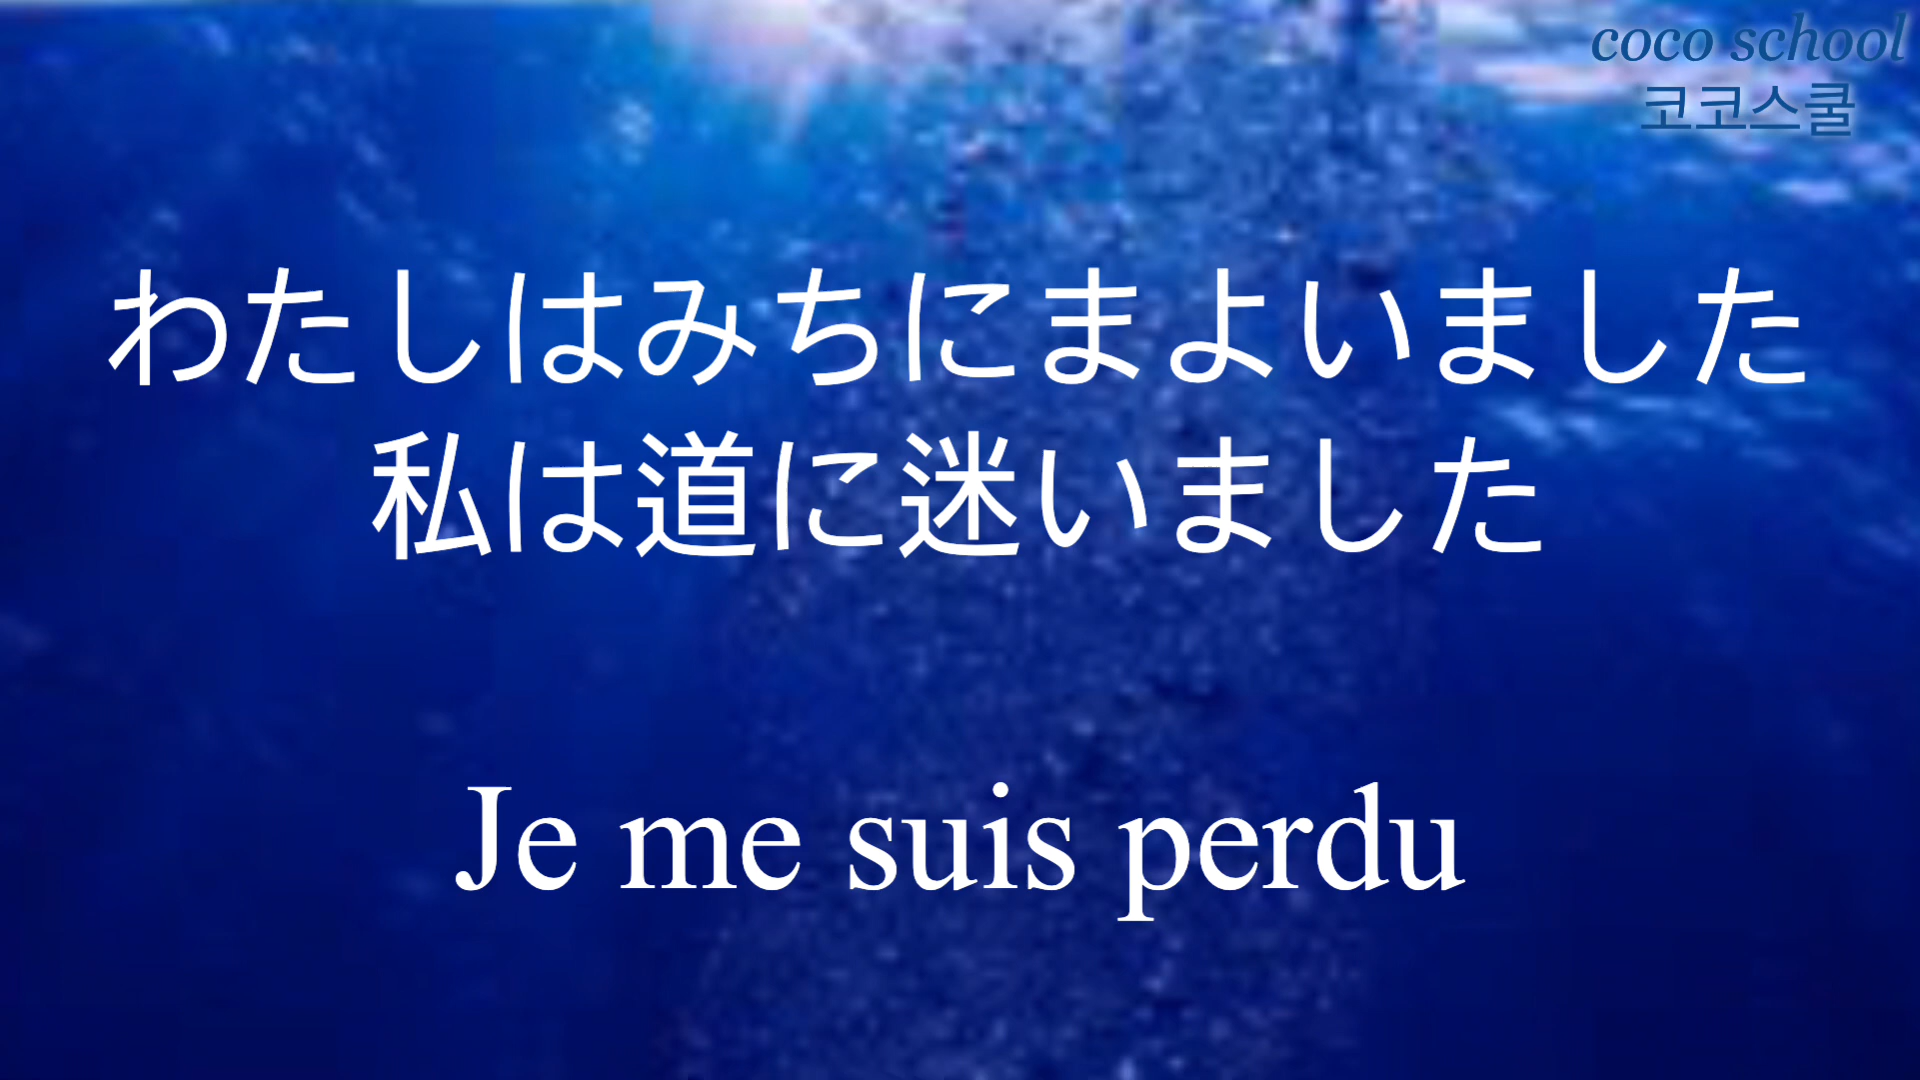 coco school
코코스쿨
わたしはみちにまよいました
私は道に迷いました
Je me suis perdu